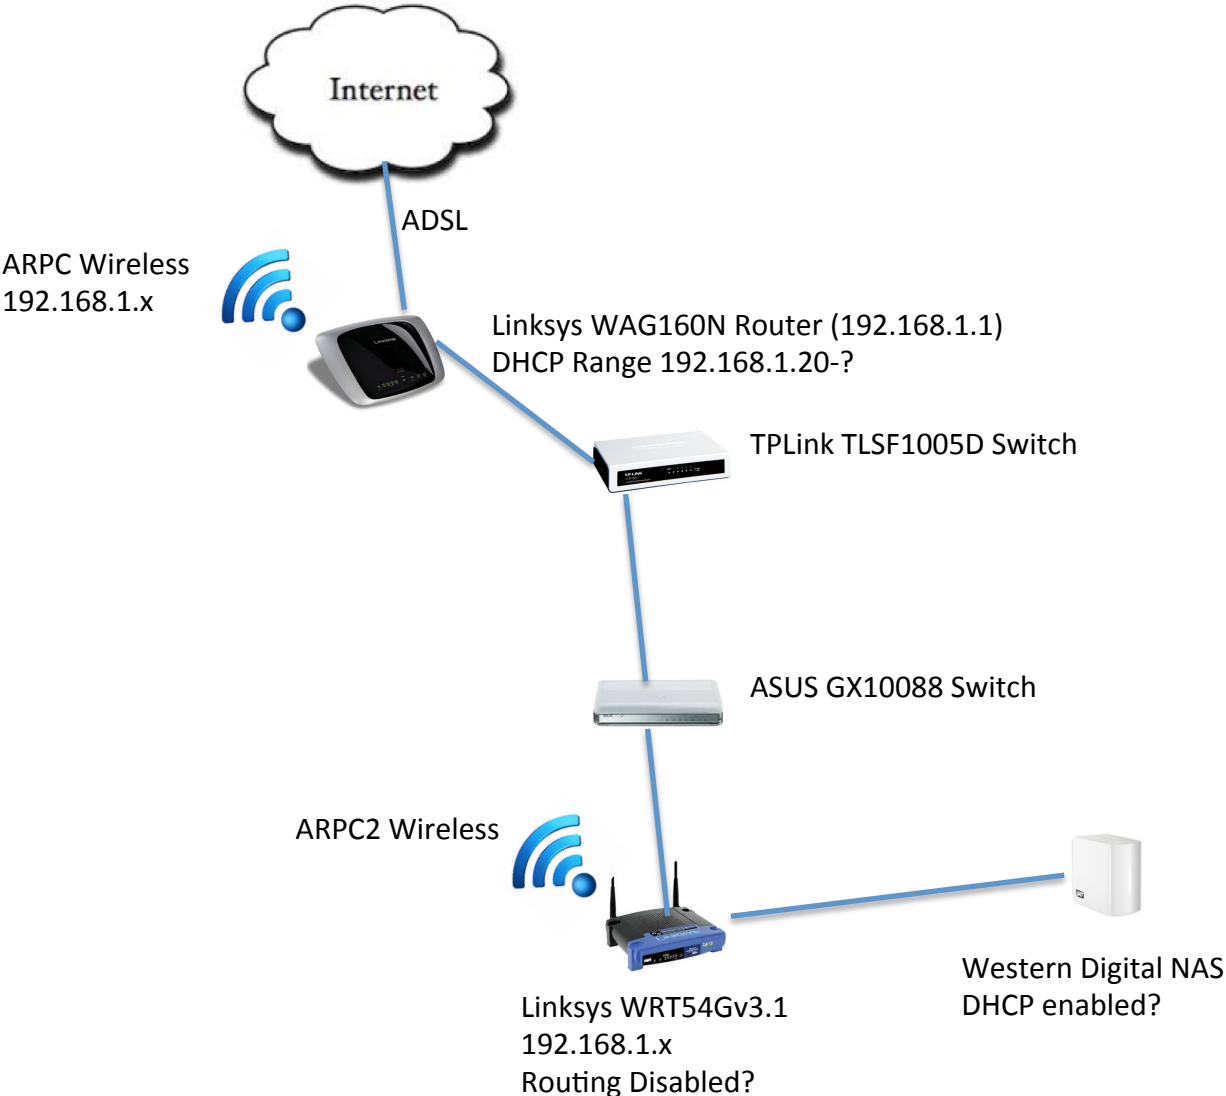 Internet
ADSL
ARPC Wireless
192.168.1.x
Linksys WAG160N Router (192.168.1.1)
DHCP Range 192.168.1.20-?
TPLink TLSF1005D Switch
ASUS GX10088 Switch
ARPC2 Wireless
Western Digital NAS
DHCP enabled?
Linksys WRT54Gv3.1
192.168.1.x
Routing Disabled?